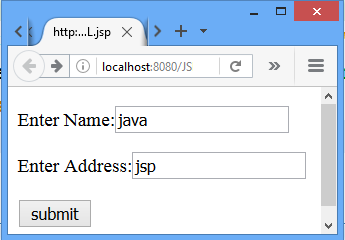 http:...L.jsp
localhost:8080/JS
Enter Name: java
Enter Address: jsp
submit